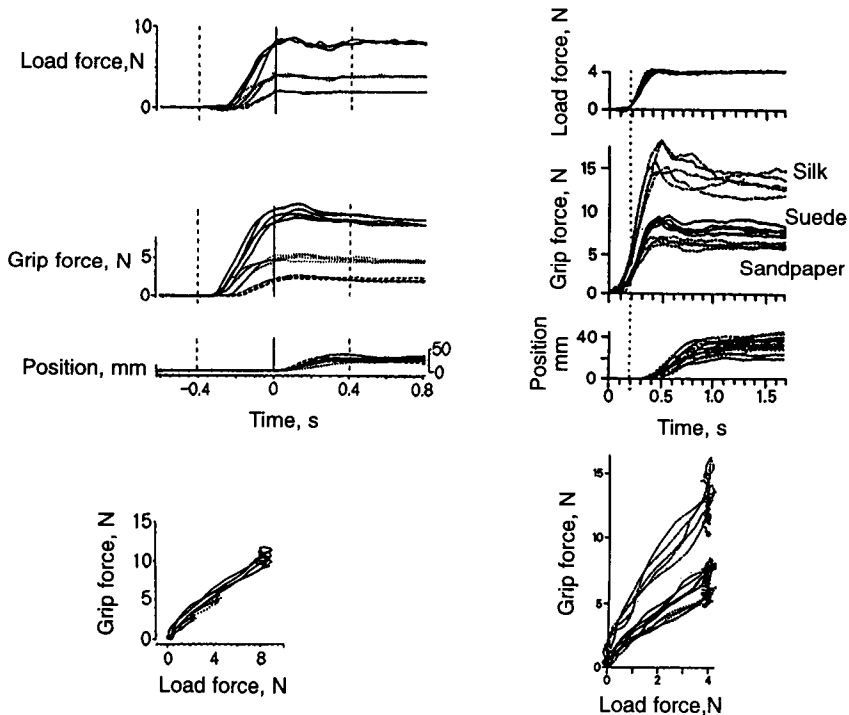 10
Load force,N
0
Grip force, N
5
0
Position, mm
50
0
-0.4 0 0.4 0.8
Time, s
Grip force, N
15
10
5
0
0 4 8
Load force, N
Load force, N
4
0
Grip force, N
15
10
5
0
Silk
Suede
Sandpaper
Position
mm
40
0
0 0.5 1.0 1.5
Time, s
Grip force, N
15
10
5
0
0 2 4
Load force,N